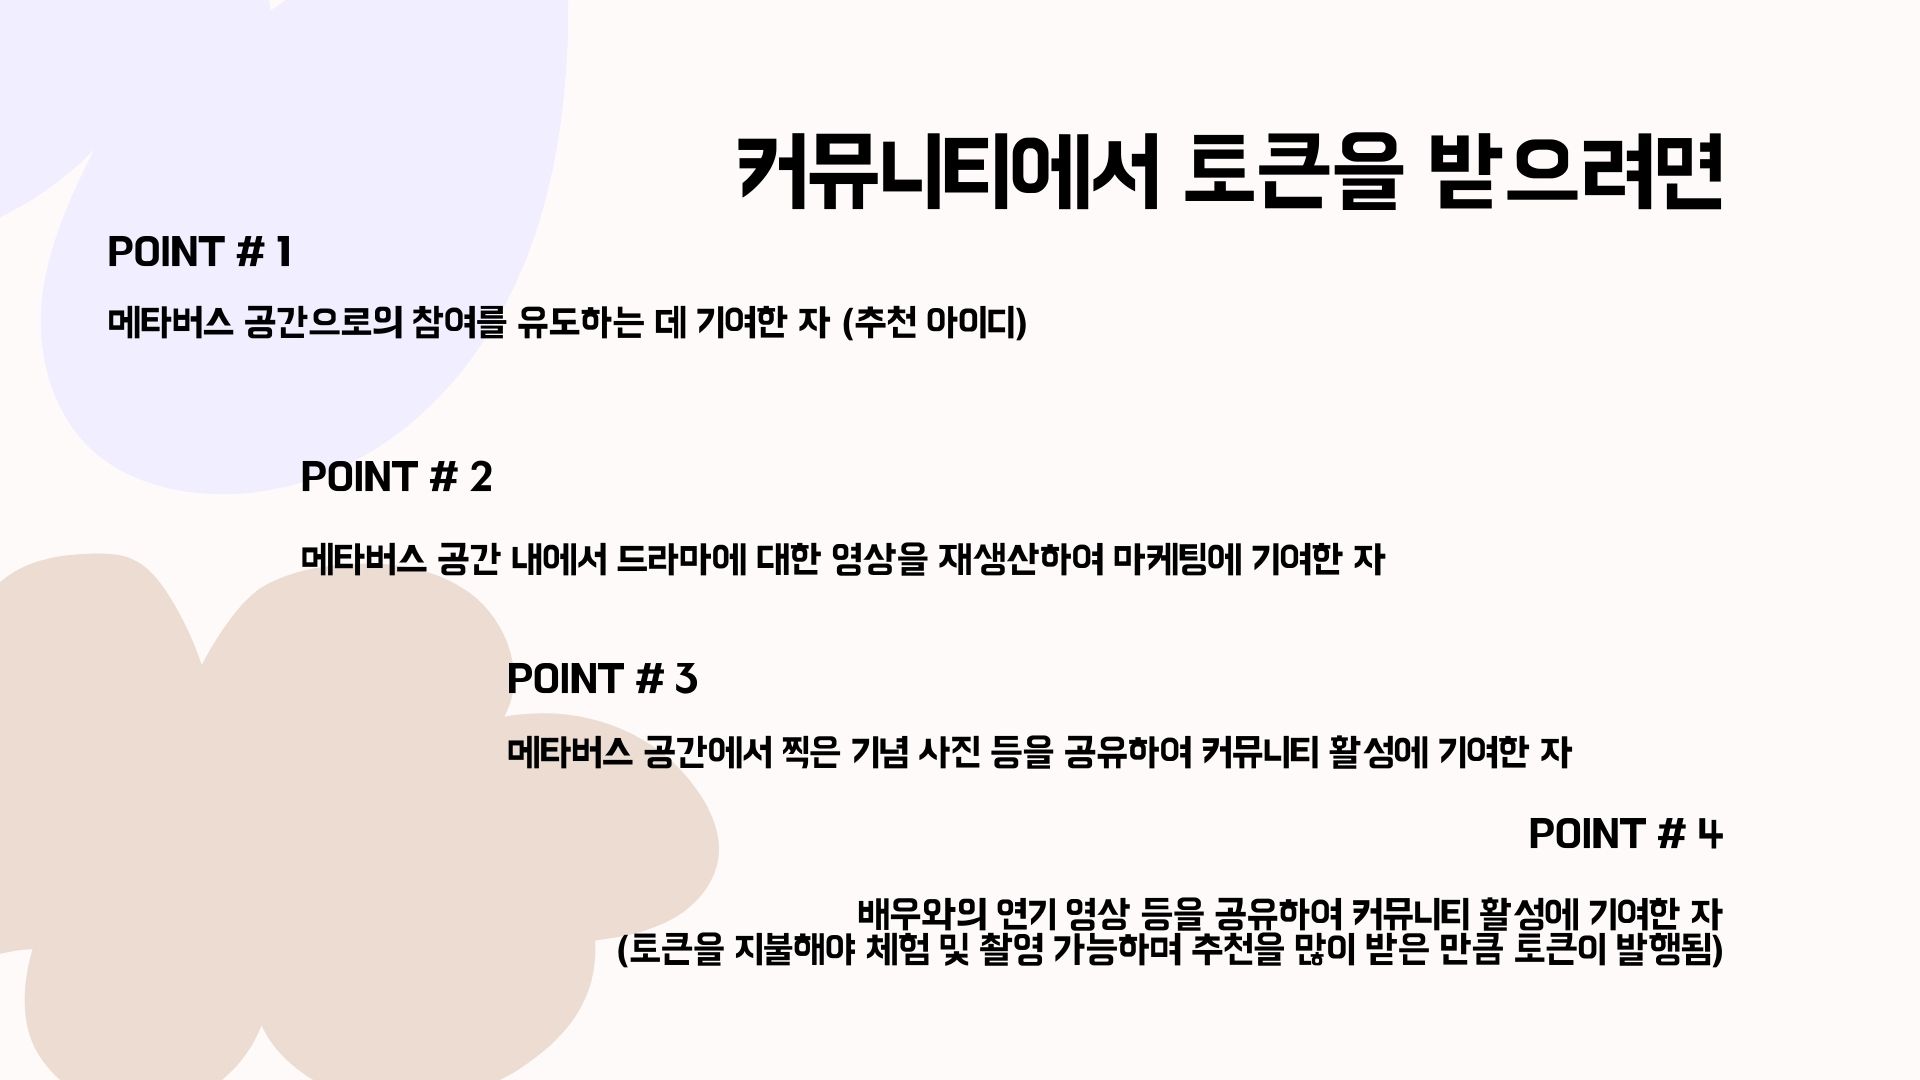 커뮤니티에서 토큰을 받으려면
POINT # 1
메타버스 공간으로의 참여를 유도하는 데 기여한 자 (추천 아이디)
POINT # 2
메타버스 공간 내에서 드라마에 대한 영상을 재생산하여 마케팅에 기여한 자
POINT # 3
메타버스 공간에서 찍은 기념 사진 등을 공유하여 커뮤니티 활성에 기여한 자
POINT # 4
배우와의 연기 영상 등을 공유하여 커뮤니티 활성에 기여한 자
(토큰을 지불해야 체험 및 촬영 가능하며 추천을 많이 받은 만큼 토큰이 발행됨)